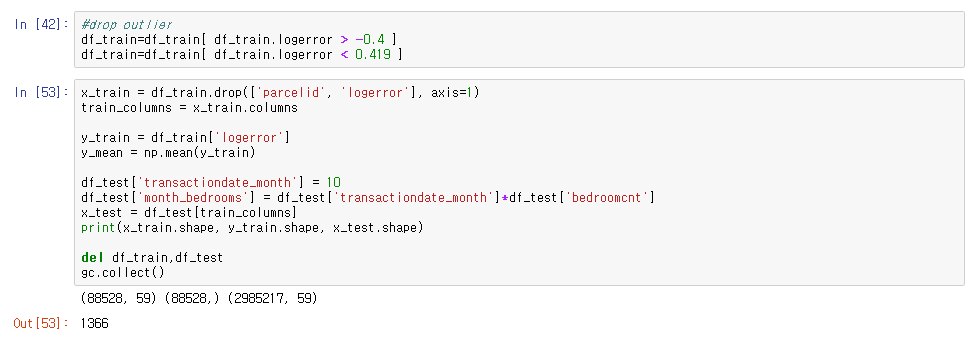 In [42]: #drop outlier
df_train=df_train[ df_train.logerror > -0.4 ]
df_train=df_train[ df_train.logerror < 0.419 ]
In [53]: x_train = df_train.drop(['parcelid', 'logerror'], axis=1)
train_columns = x_train.columns
y_train = df_train['logerror']
y_mean = np.mean(y_train)
df_test['transactiondate_month'] = 10
df_test['month_bedrooms'] = df_test['transactiondate_month']*df_test['bedroomcnt']
x_test = df_test[train_columns]
print(x_train.shape, y_train.shape, x_test.shape)
del df_train,df_test
gc.collect()
(88528, 59) (88528,) (2985217, 59)
Out[53]: 1366